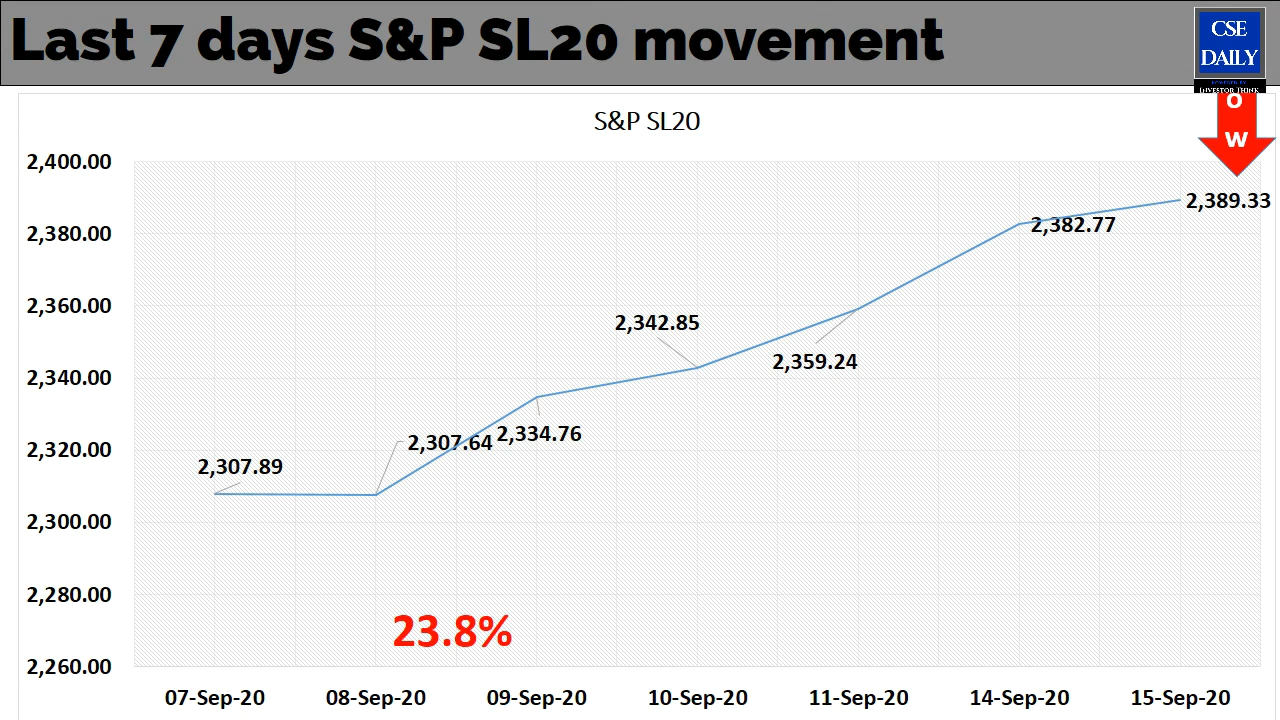 Last 7 days S&P SL20 movement
CSE
DAILY
POWERED BY
INVESTOR THINK
O
W
S&P SL20
2,400.00
2,380.00
2,360.00
2,340.00
2,320.00
2,300.00
2,280.00
2,260.00
2,307.89
2,307.64
2,334.76
2,342.85
2,359.24
2,382.77
2,389.33
23.8%
07-Sep-20
08-Sep-20
09-Sep-20
10-Sep-20
11-Sep-20
14-Sep-20
15-Sep-20